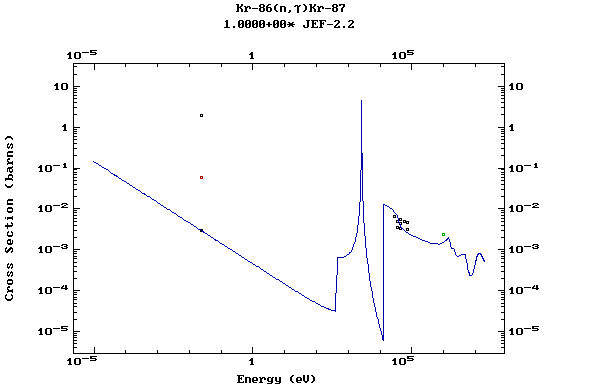 Kr-86(n,γ)Kr-87
1.0000+00* JEF-2.2
10⁻⁵ 1 10⁵
10 10
1 1
10⁻¹ 10⁻¹
10⁻² 10⁻²
10⁻³ 10⁻³
10⁻⁴ 10⁻⁴
10⁻⁵ 10⁻⁵
Cross Section (barns)
10⁻⁵ 1 10⁵
Energy (eV)